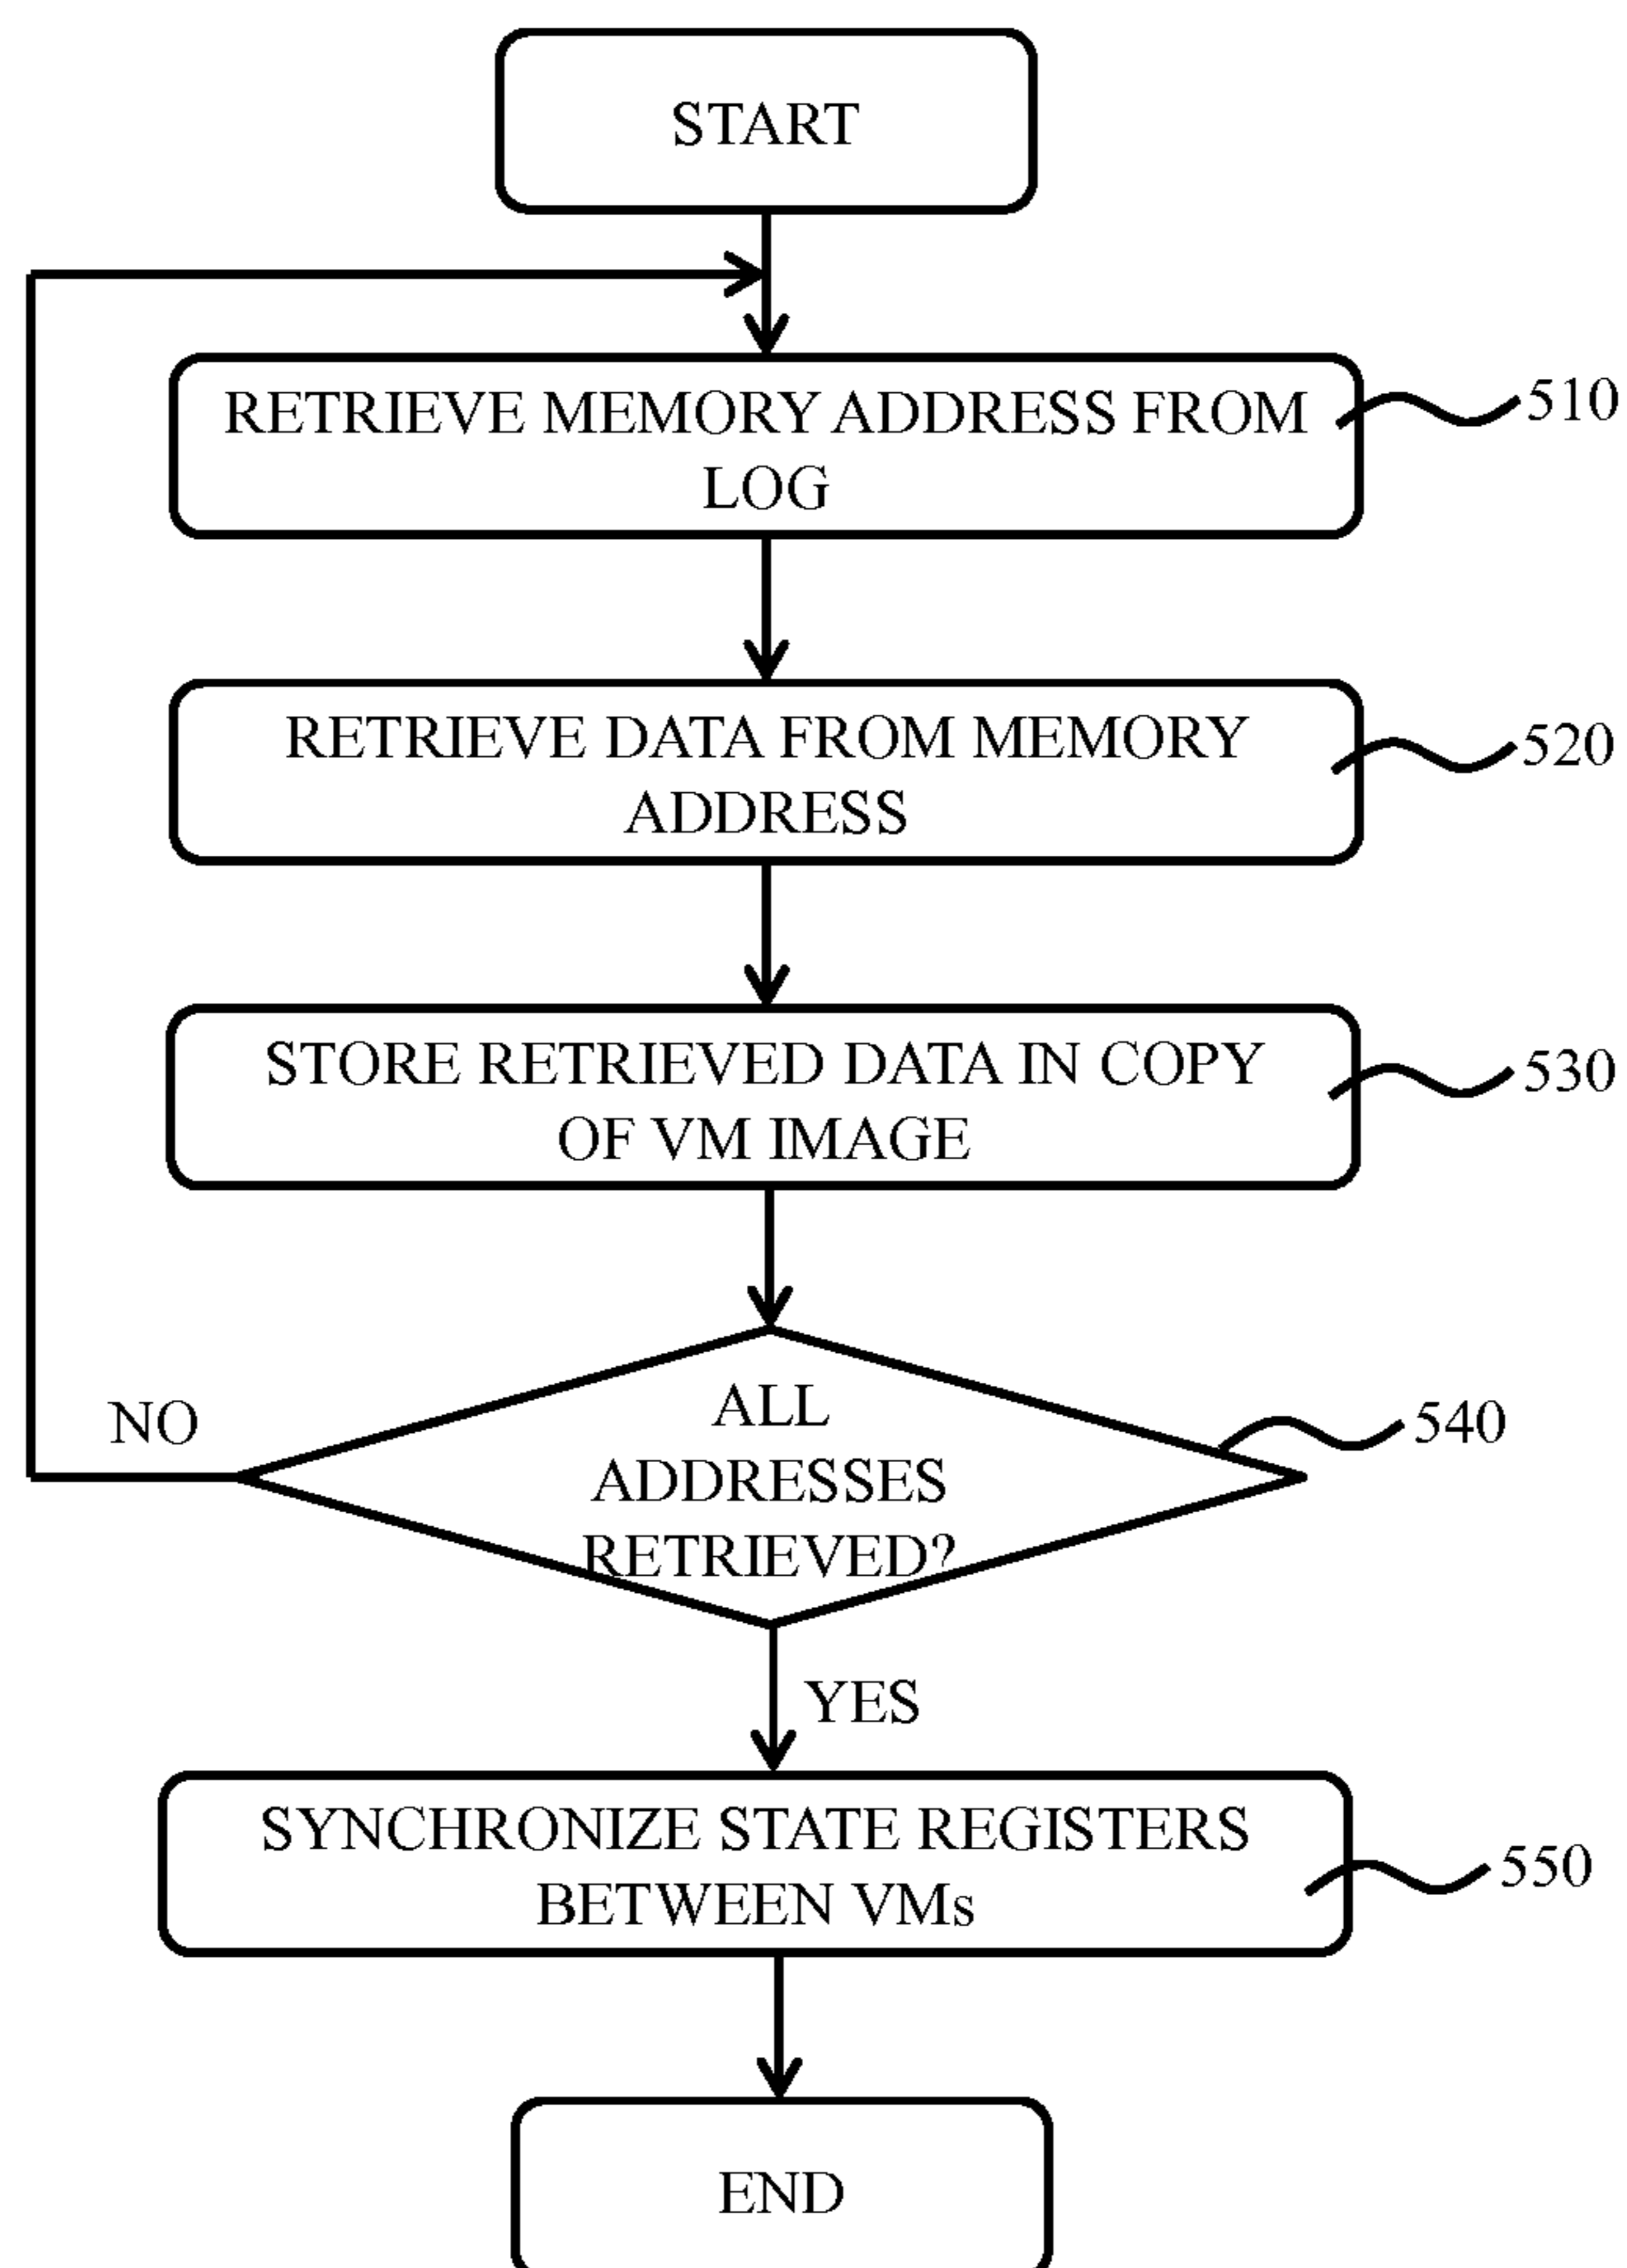 START
RETRIEVE MEMORY ADDRESS FROM
LOG
510
RETRIEVE DATA FROM MEMORY
ADDRESS
520
STORE RETRIEVED DATA IN COPY
OF VM IMAGE
530
ALL
ADDRESSES
RETRIEVED?
540
NO
YES
SYNCHRONIZE STATE REGISTERS
BETWEEN VMs
550
END